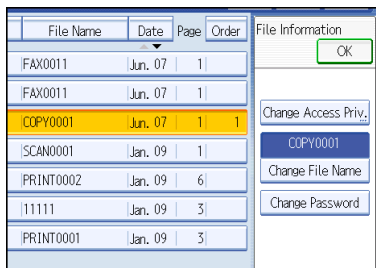 File Name Date Page Order
FAX0011 Jun. 07 1
FAX0011 Jun. 07 1
COPY0001 Jun. 07 1 1
SCAN0001 Jan. 09 1
PRINT0002 Jan. 09 6
11111 Jan. 09 3
PRINT0001 Jan. 09 3
File Information
OK
Change Access Priv.
COPY0001
Change File Name
Change Password